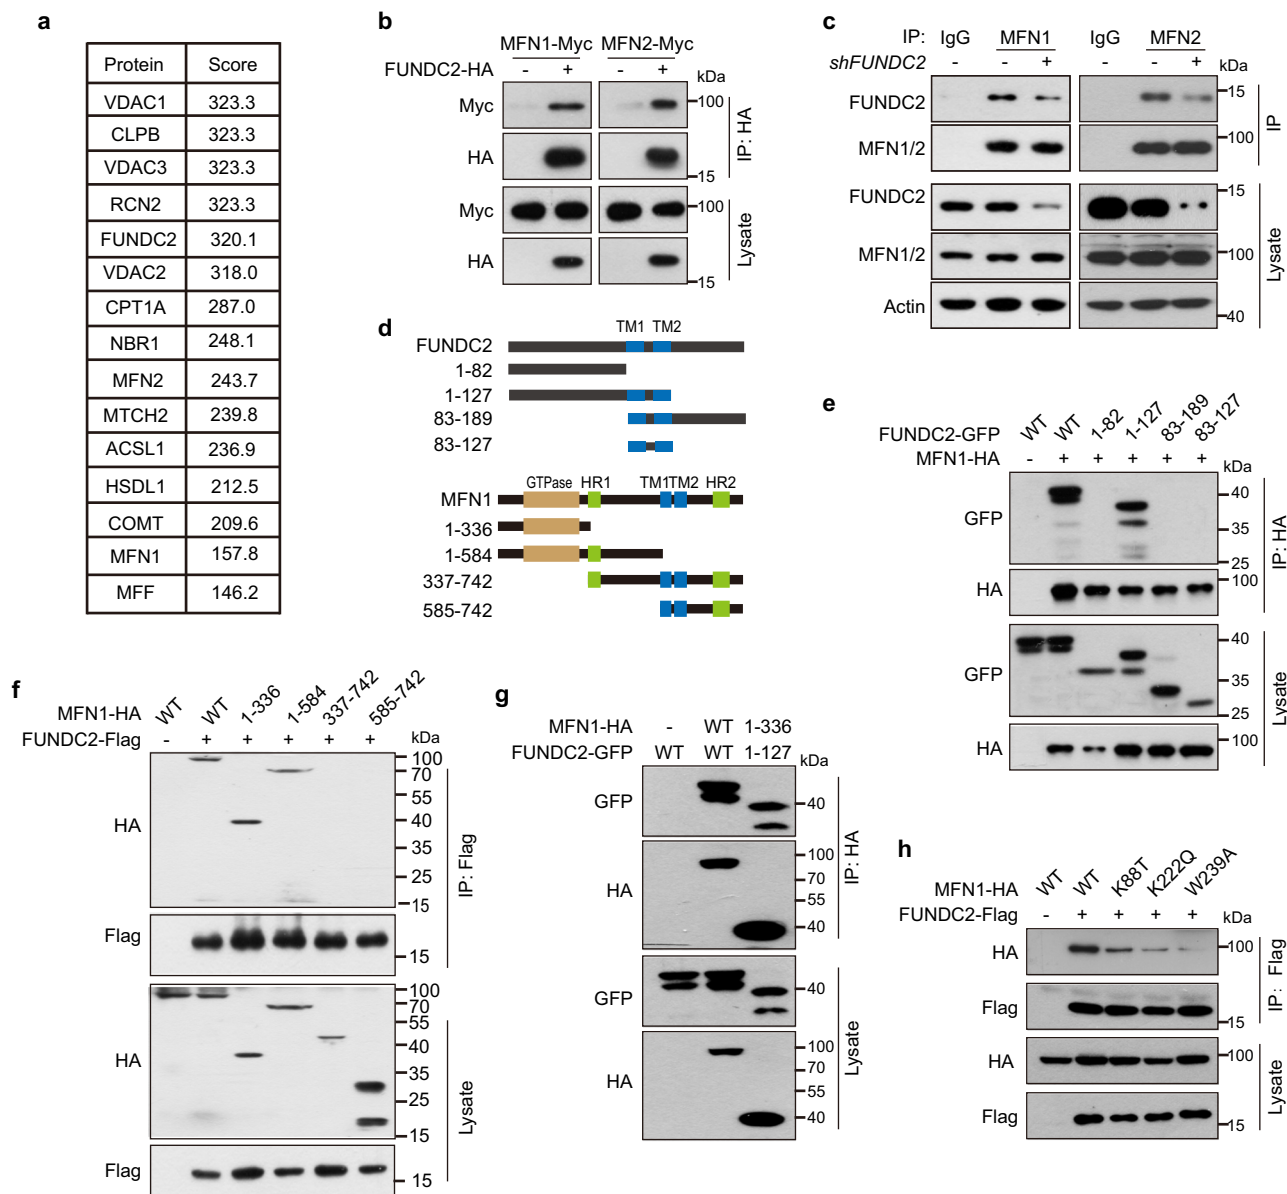 a
Protein Score
VDAC1 323.3
CLPB 323.3
VDAC3 323.3
RCN2 323.3
FUNDC2 320.1
VDAC2 318.0
CPT1A 287.0
NBR1 248.1
MFN2 243.7
MTCH2 239.8
ACSL1 236.9
HSDL1 212.5
COMT 209.6
MFN1 157.8
MFF 146.2
b
MFN1-Myc MFN2-Myc
FUNDC2-HA - + - + kDa
Myc 100
HA 15
IP: HA
Myc 100
HA 15
Lysate
c
IP: IgG MFN1 IgG MFN2
shFUNDC2 - + - + kDa
FUNDC2 15
MFN1/2 100
IP
FUNDC2 15
MFN1/2 100
Actin 40
Lysate
d
TM1 TM2
FUNDC2
1-82
1-127
83-189
83-127
GTPase HR1 TM1TM2 HR2
MFN1
1-336
1-584
337-742
585-742
e
FUNDC2-GFP WT WT 1-82 1-127 83-189 83-127
MFN1-HA - + + + + + kDa
GFP 40
35
25
HA 100
IP: HA
GFP 40
35
25
HA 100
Lysate
f
MFN1-HA WT WT 1-336 1-584 337-742 585-742
FUNDC2-Flag - + + + + + kDa
HA 100
70
55
40
35
25
15
Flag 15
IP: Flag
HA 100
70
55
40
35
25
15
Flag 15
Lysate
g
MFN1-HA - WT 1-336
FUNDC2-GFP WT WT 1-127 kDa
GFP 40
HA 100
70
55
40
IP: HA
GFP 40
HA 100
70
55
40
Lysate
h
MFN1-HA WT WT K88T K222Q W239A
FUNDC2-Flag - + + + + kDa
HA 100
Flag 15
IP: Flag
HA 100
Flag 15
Lysate